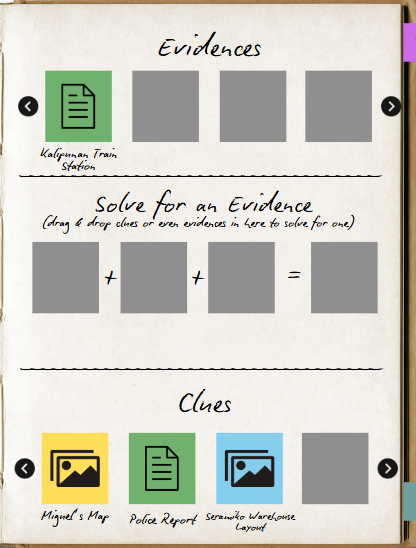 Evidences
Kalipunan Train
Station
Solve for an Evidence
(drag & drop clues or even evidences in here to solve for one)
+ + =
Clues
Miguel's Map Police Report Seramiko Warehouse
Layout